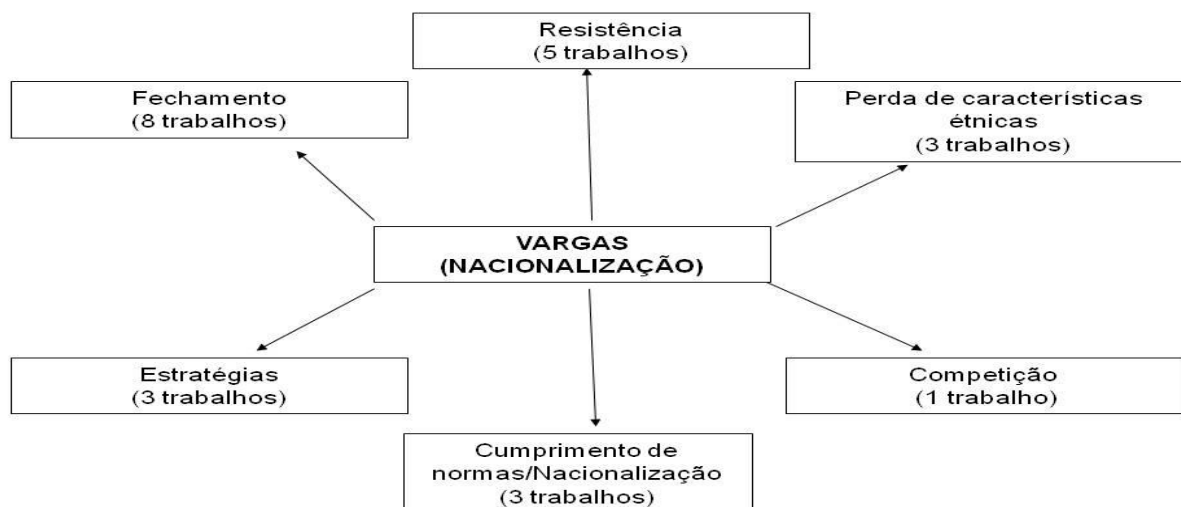 Resistência
(5 trabalhos)
Fechamento
(8 trabalhos)
Perda de características
étnicas
(3 trabalhos)
VARGAS
(NACIONALIZAÇÃO)
Estratégias
(3 trabalhos)
Competição
(1 trabalho)
Cumprimento de
normas/Nacionalização
(3 trabalhos)